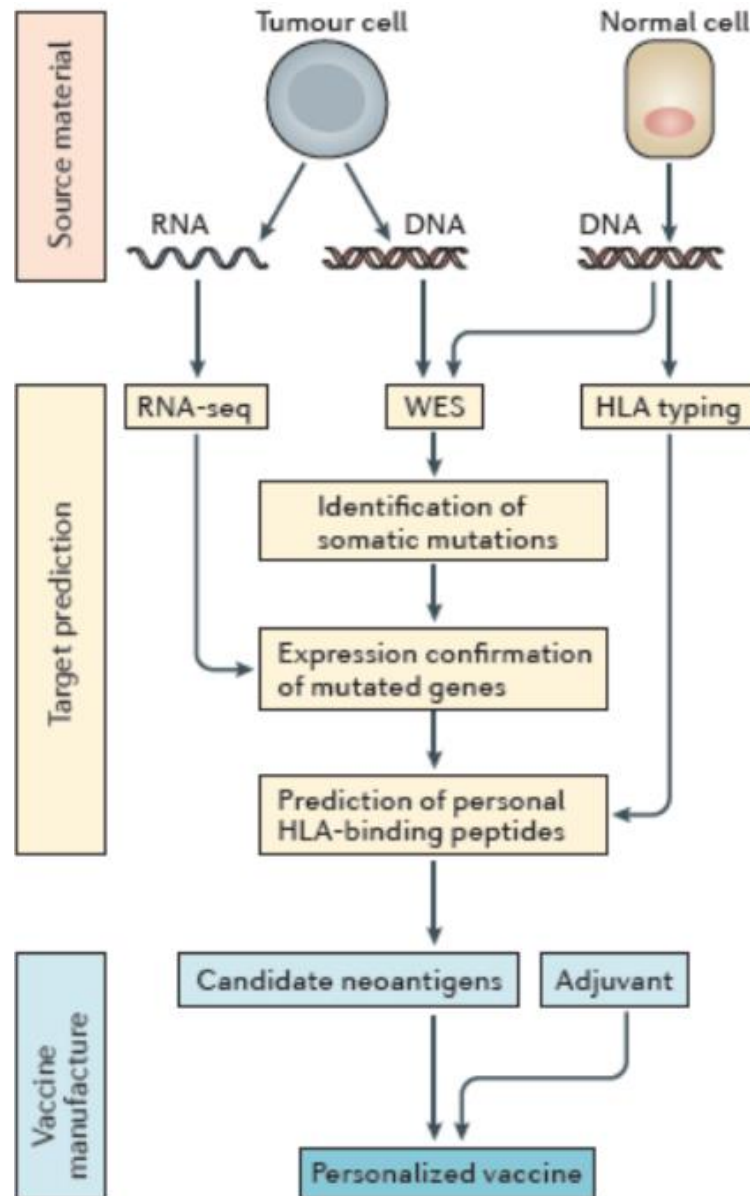 Tumour cell
Normal cell
Source material
RNA
DNA
DNA
Target prediction
RNA-seq
WES
HLA typing
Identification of
somatic mutations
Expression confirmation
of mutated genes
Prediction of personal
HLA-binding peptides
Vaccine
manufacture
Candidate neoantigens
Adjuvant
Personalized vaccine